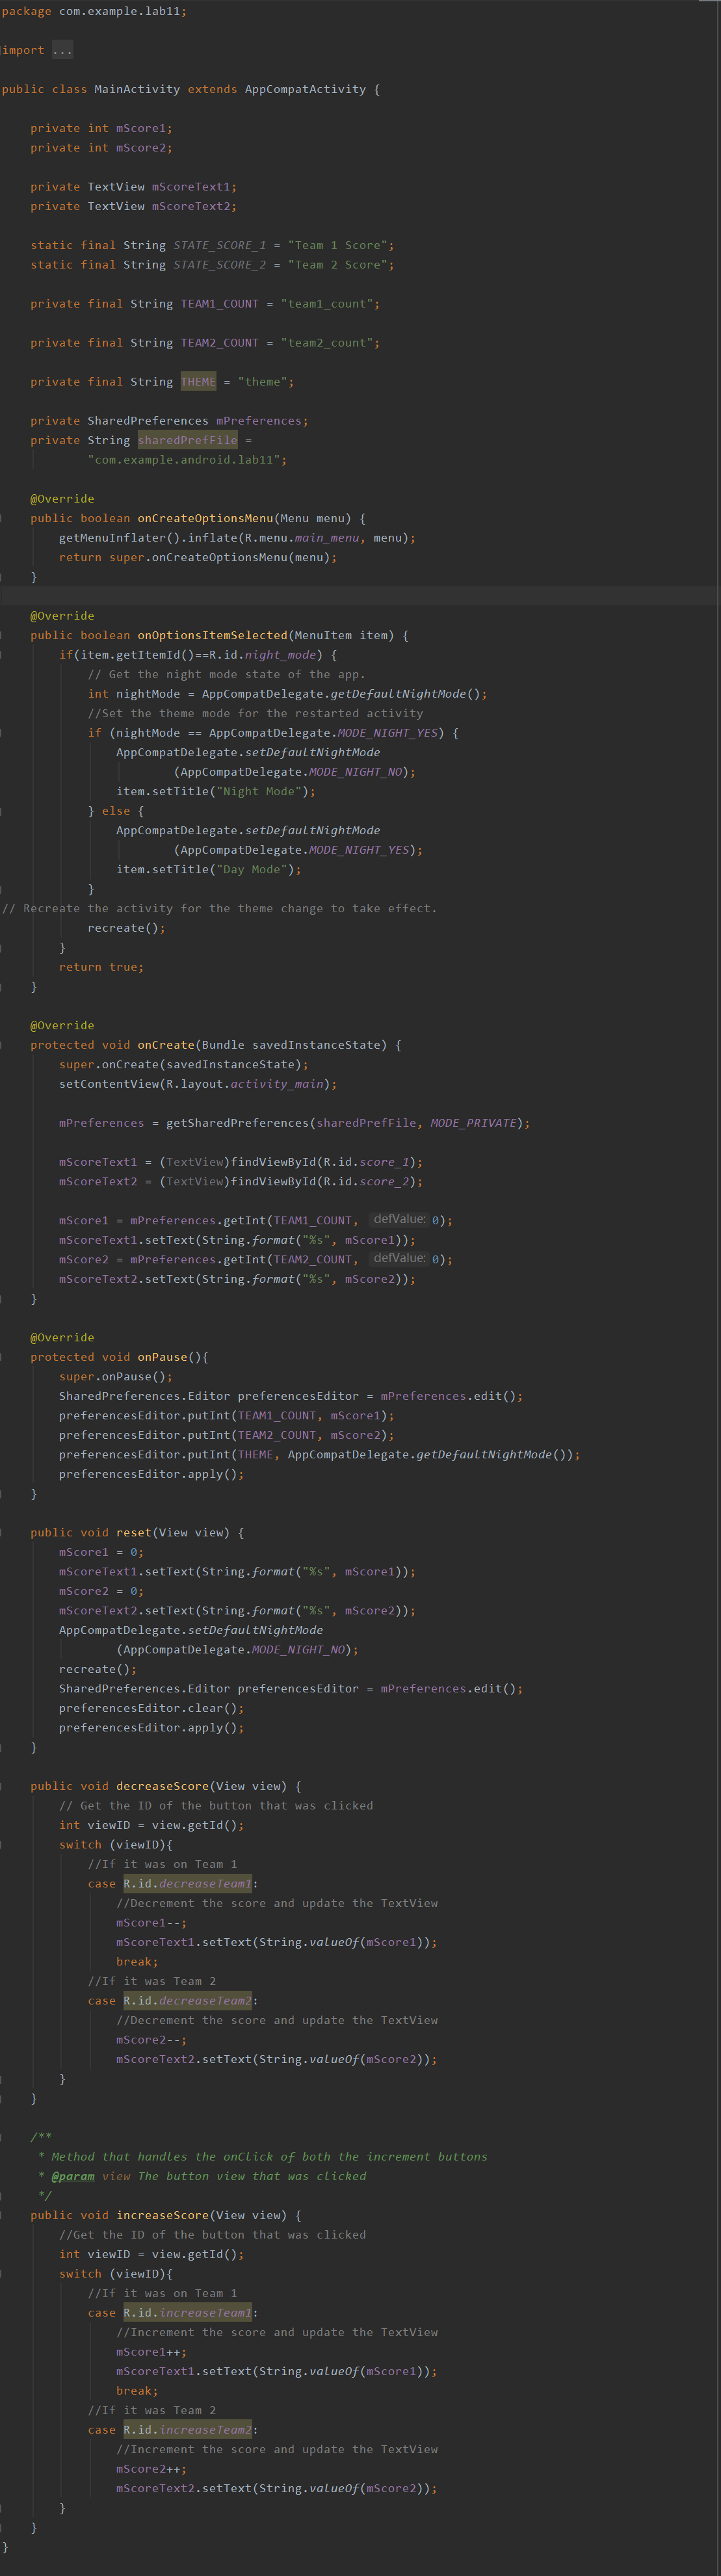 package com.example.lab11;
import ...
public class MainActivity extends AppCompatActivity {
private int mScore1;
private int mScore2;
private TextView mScoreText1;
private TextView mScoreText2;
static final String STATE_SCORE_1 = "Team 1 Score";
static final String STATE_SCORE_2 = "Team 2 Score";
private final String TEAM1_COUNT = "team1_count";
private final String TEAM2_COUNT = "team2_count";
private final String THEME = "theme";
private SharedPreferences mPreferences;
private String sharedPrefFile =
"com.example.android.lab11";
@Override
public boolean onCreateOptionsMenu(Menu menu) {
getMenuInflater().inflate(R.menu.main_menu, menu);
return super.onCreateOptionsMenu(menu);
}
@Override
public boolean onOptionsItemSelected(MenuItem item) {
if(item.getItemId()==R.id.night_mode) {
// Get the night mode state of the app.
int nightMode = AppCompatDelegate.getDefaultNightMode();
//Set the theme mode for the restarted activity
if (nightMode == AppCompatDelegate.MODE_NIGHT_YES) {
AppCompatDelegate.setDefaultNightMode
(AppCompatDelegate.MODE_NIGHT_NO);
item.setTitle("Night Mode");
} else {
AppCompatDelegate.setDefaultNightMode
(AppCompatDelegate.MODE_NIGHT_YES);
item.setTitle("Day Mode");
}
// Recreate the activity for the theme change to take effect.
recreate();
}
return true;
}
@Override
protected void onCreate(Bundle savedInstanceState) {
super.onCreate(savedInstanceState);
setContentView(R.layout.activity_main);
mPreferences = getSharedPreferences(sharedPrefFile, MODE_PRIVATE);
mScoreText1 = (TextView)findViewById(R.id.score_1);
mScoreText2 = (TextView)findViewById(R.id.score_2);
mScore1 = mPreferences.getInt(TEAM1_COUNT, defValue: 0);
mScoreText1.setText(String.format("%s", mScore1));
mScore2 = mPreferences.getInt(TEAM2_COUNT, defValue: 0);
mScoreText2.setText(String.format("%s", mScore2));
}
@Override
protected void onPause(){
super.onPause();
SharedPreferences.Editor preferencesEditor = mPreferences.edit();
preferencesEditor.putInt(TEAM1_COUNT, mScore1);
preferencesEditor.putInt(TEAM2_COUNT, mScore2);
preferencesEditor.putInt(THEME, AppCompatDelegate.getDefaultNightMode());
preferencesEditor.apply();
}
public void reset(View view) {
mScore1 = 0;
mScoreText1.setText(String.format("%s", mScore1));
mScore2 = 0;
mScoreText2.setText(String.format("%s", mScore2));
AppCompatDelegate.setDefaultNightMode
(AppCompatDelegate.MODE_NIGHT_NO);
recreate();
SharedPreferences.Editor preferencesEditor = mPreferences.edit();
preferencesEditor.clear();
preferencesEditor.apply();
}
public void decreaseScore(View view) {
// Get the ID of the button that was clicked
int viewID = view.getId();
switch (viewID){
//If it was on Team 1
case R.id.decreaseTeam1:
//Decrement the score and update the TextView
mScore1--;
mScoreText1.setText(String.valueOf(mScore1));
break;
//If it was Team 2
case R.id.decreaseTeam2:
//Decrement the score and update the TextView
mScore2--;
mScoreText2.setText(String.valueOf(mScore2));
}
}
/**
* Method that handles the onClick of both the increment buttons
* @param view The button view that was clicked
*/
public void increaseScore(View view) {
//Get the ID of the button that was clicked
int viewID = view.getId();
switch (viewID){
//If it was on Team 1
case R.id.increaseTeam1:
//Increment the score and update the TextView
mScore1++;
mScoreText1.setText(String.valueOf(mScore1));
break;
//If it was Team 2
case R.id.increaseTeam2:
//Increment the score and update the TextView
mScore2++;
mScoreText2.setText(String.valueOf(mScore2));
}
}
}